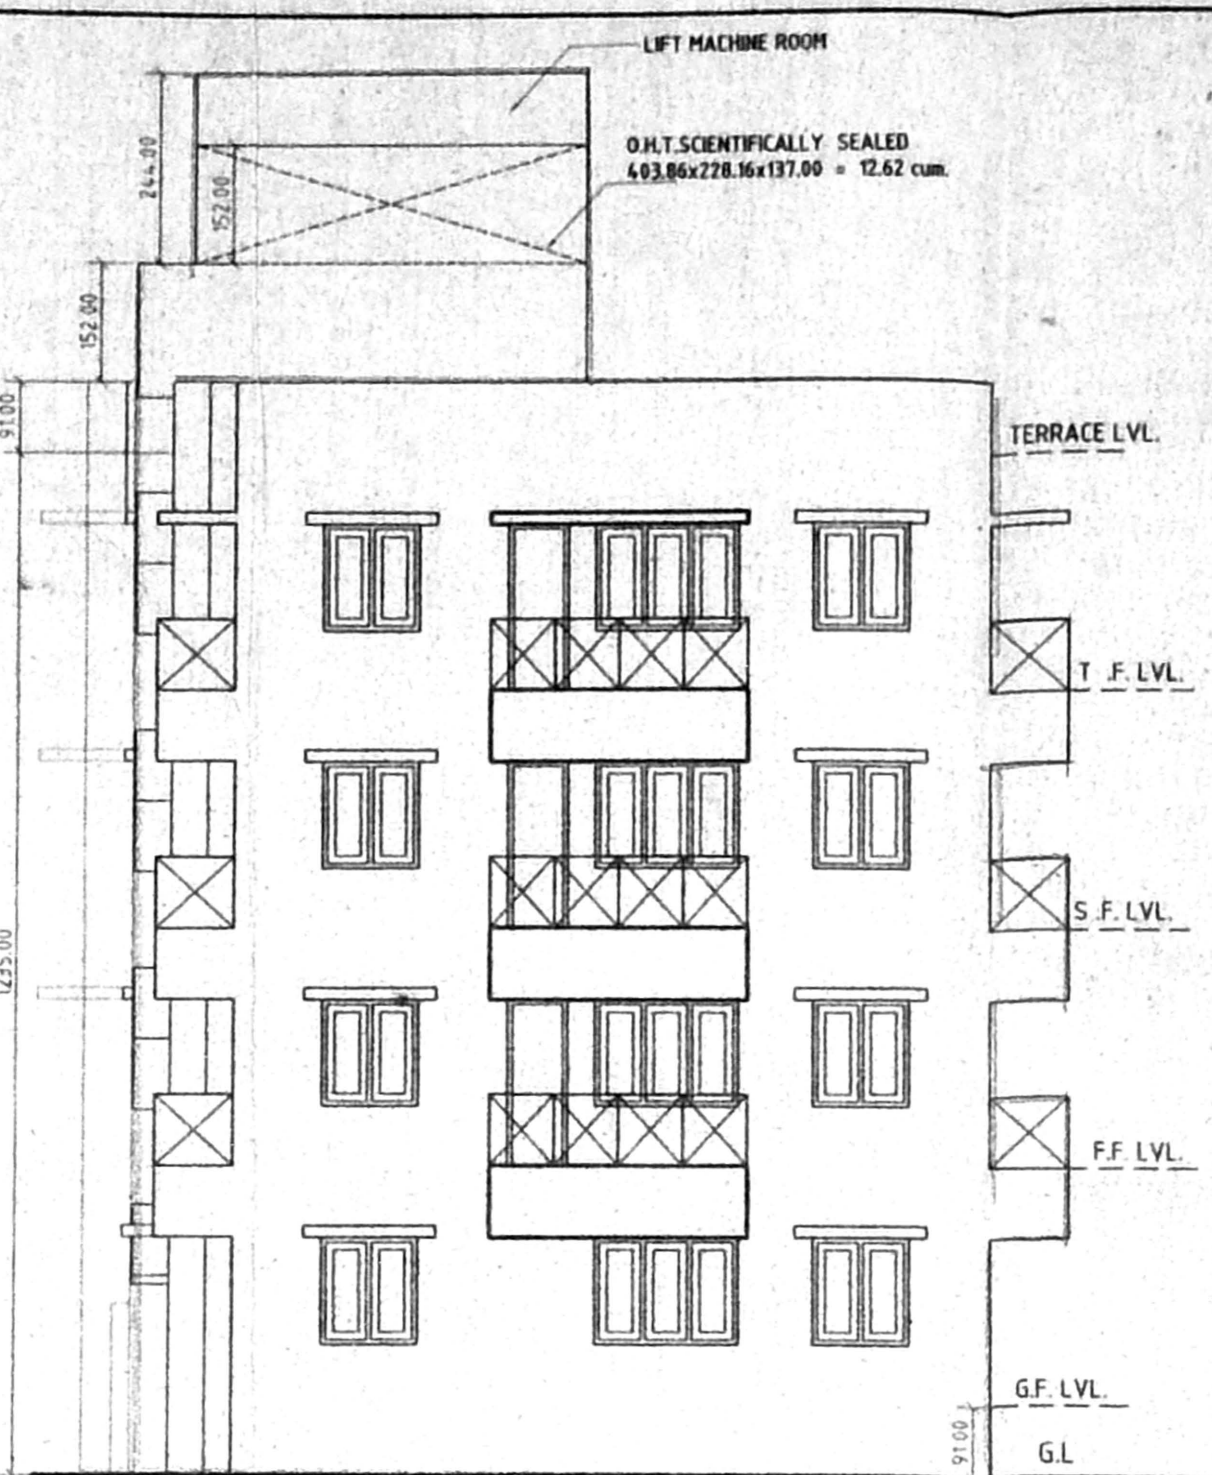 LIFT MACHINE ROOM
O.H.T. SCIENTIFICALLY SEALED
403.86x228.16x137.00 = 12.62 cum.
244.00
152.00
152.00
91.00
TERRACE LVL.
T .F. LVL.
S .F. LVL.
1235.00
F.F. LVL.
G.F. LVL.
91.00
G.L